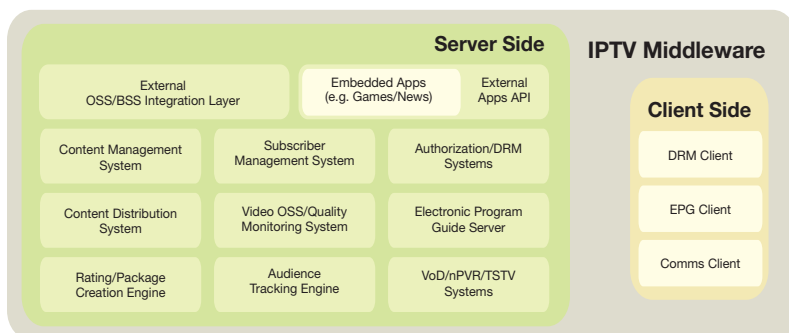 Server Side
IPTV Middleware
External
OSS/BSS Integration Layer
Embedded Apps
(e.g. Games/News)
External
Apps API
Content Management
System
Subscriber
Management System
Authorization/DRM
Systems
Content Distribution
System
Video OSS/Quality
Monitoring System
Electronic Program
Guide Server
Rating/Package
Creation Engine
Audience
Tracking Engine
VoD/nPVR/TSTV
Systems
Client Side
DRM Client
EPG Client
Comms Client